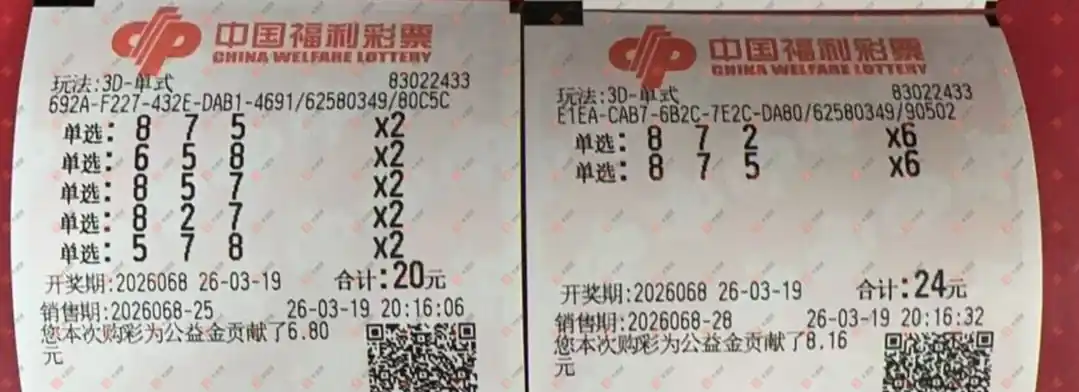 中国福利彩票
CHINA WELFARE LOTTERY
玩法:3D-单式 83022433
692A-F227-432E-DAB1-4691/62580349/80C5C
单选: 8 7 5 x2
单选: 6 5 8 x2
单选: 8 5 7 x2
单选: 8 2 7 x2
单选: 5 7 8 x2
开奖期:2026068 26-03-19 合计:20元
销售期:2026068-25 26-03-19 20:16:06
您本次购彩为公益金贡献了6.80
元
中国福利彩票
CHINA WELFARE LOTTERY
玩法:3D-单式 83022433
E1EA-CAB7-6B2C-7E2C-DA80/62580349/90502
单选: 8 7 2 x6
单选: 8 7 5 x6
开奖期:2026068 26-03-19 合计:24元
销售期:2026068-28 26-03-19 20:16:32
您本次购彩为公益金贡献了8.16
元